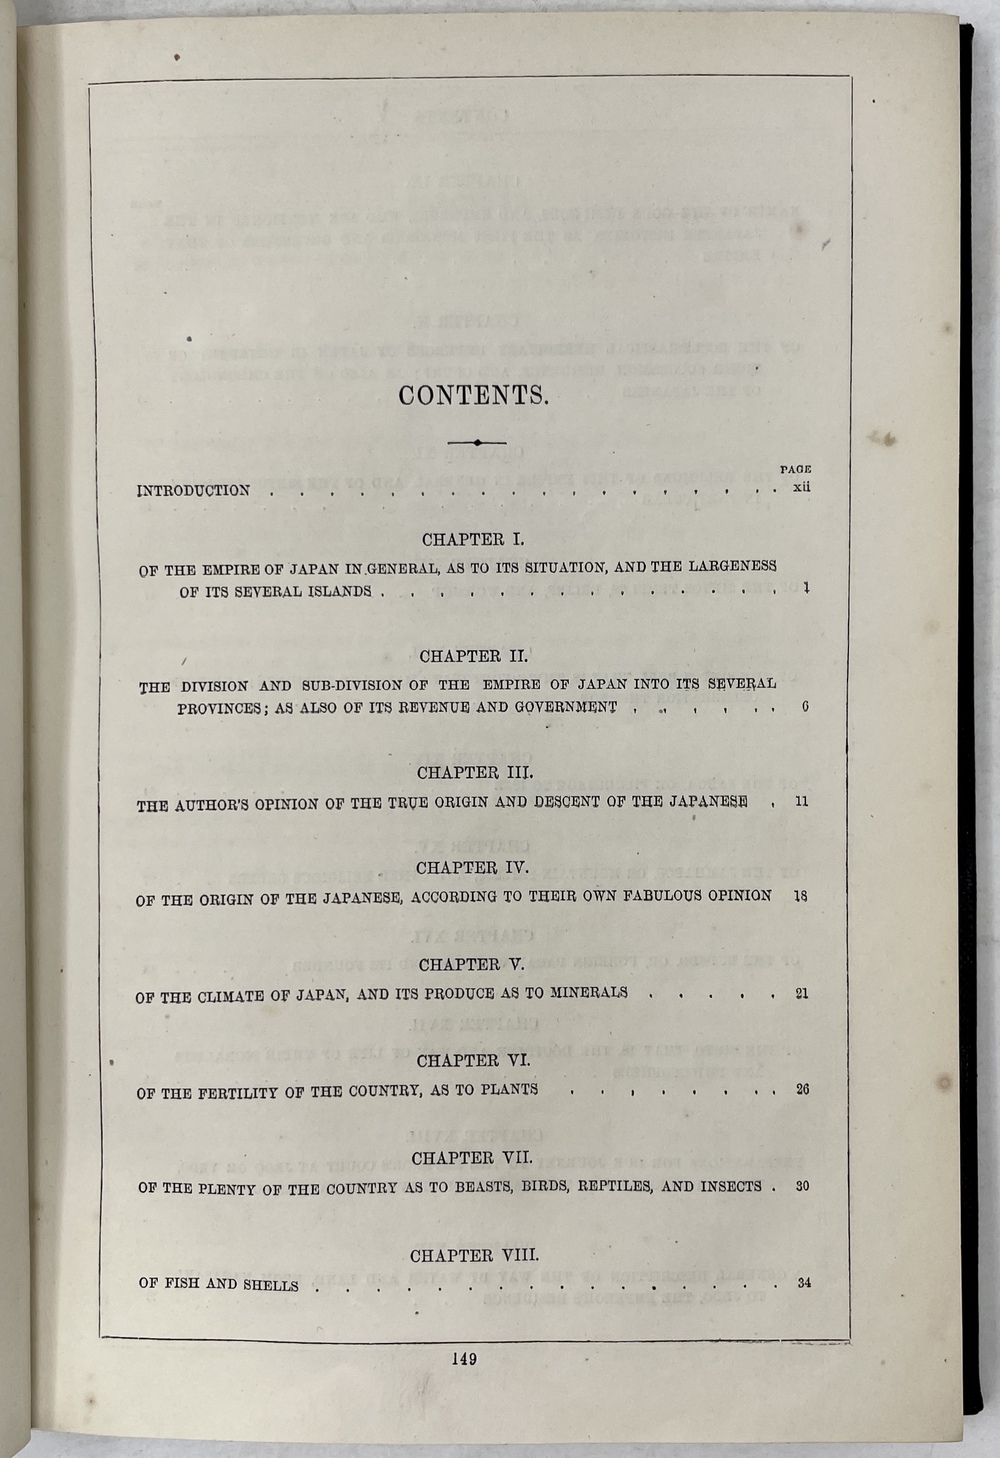 CONTENTS.
PAGE
INTRODUCTION . . . . . . . . . . . . . . . . . . xii
CHAPTER I.
OF THE EMPIRE OF JAPAN IN GENERAL, AS TO ITS SITUATION, AND THE LARGENESS
OF ITS SEVERAL ISLANDS . . . . . . . . . . . . . . 1
CHAPTER II.
THE DIVISION AND SUB-DIVISION OF THE EMPIRE OF JAPAN INTO ITS SEVERAL
PROVINCES; AS ALSO OF ITS REVENUE AND GOVERNMENT . . . . . . 6
CHAPTER III.
THE AUTHOR'S OPINION OF THE TRUE ORIGIN AND DESCENT OF THE JAPANESE . 11
CHAPTER IV.
OF THE ORIGIN OF THE JAPANESE, ACCORDING TO THEIR OWN FABULOUS OPINION 18
CHAPTER V.
OF THE CLIMATE OF JAPAN, AND ITS PRODUCE AS TO MINERALS . . . . . 21
CHAPTER VI.
OF THE FERTILITY OF THE COUNTRY, AS TO PLANTS . . . . . . . . 26
CHAPTER VII.
OF THE PLENTY OF THE COUNTRY AS TO BEASTS, BIRDS, REPTILES, AND INSECTS . 30
CHAPTER VIII.
OF FISH AND SHELLS . . . . . . . . . . . . . . . . 34
149